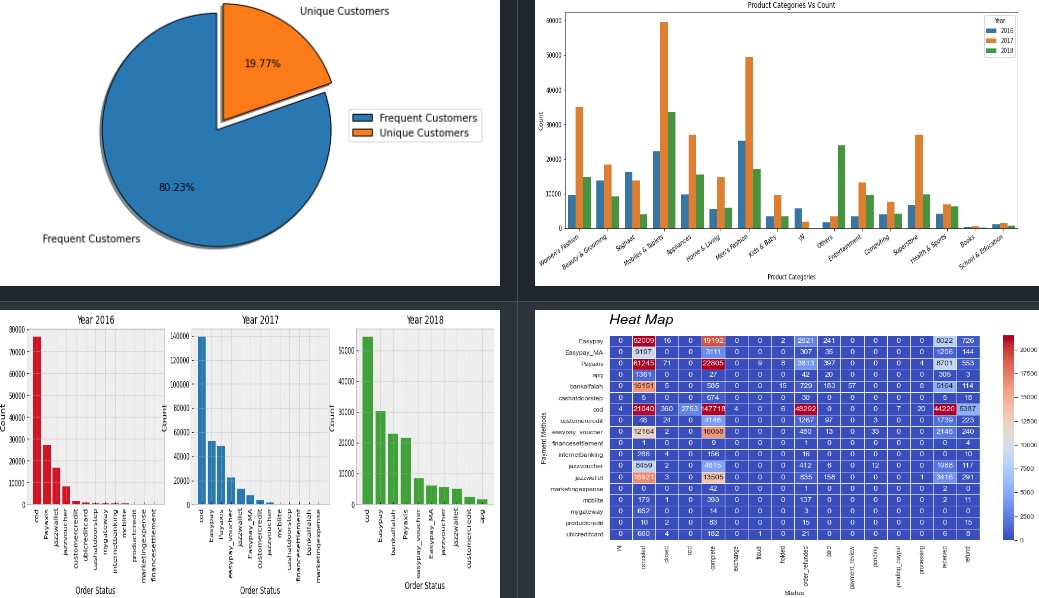 Unique Customers
19.77%
80.23%
Frequent Customers
Frequent Customers
Unique Customers
Product Categories Vs Count
Year
2016
2017
2018
Count
60000
50000
40000
30000
20000
10000
0
Women's Fashion
Beauty & Grooming
Soghaat
Mobiles & Tablets
Appliances
Home & Living
Men's Fashion
Kids & Baby
\N
Others
Entertainment
Computing
Superstore
Health & Sports
Books
School & Education
Product Categories
Year 2016
Count
80000
70000
60000
50000
40000
30000
20000
10000
0
cod
Payaxis
jazzwallet
jazzvoucher
customercredit
ublcreditcard
cashatdoorstep
mygateway
internetbanking
mcblite
productcredit
marketingexpense
financesettlement
Order Status
Year 2017
Count
140000
120000
100000
80000
60000
40000
20000
0
cod
Easypay
Payaxis
easypay_voucher
jazzwallet
Easypay_MA
customercredit
jazzvoucher
mcblite
cashatdoorstep
financesettlement
bankalfalah
marketingexpense
Order Status
Year 2018
Count
50000
40000
30000
20000
10000
0
cod
Easypay
bankalfalah
Payaxis
easypay_voucher
Easypay_MA
jazzvoucher
jazzwallet
customercredit
apg
Order Status
Heat Map
Payment Methods
Easypay 0 52009 16 0 19192 0 0 2 2621 241 0 0 0 0 8022 726
Easypay_MA 0 9197 0 0 3111 0 0 0 307 35 0 0 0 0 1206 144
Payaxis 0 61245 71 0 22805 0 9 8 3813 397 0 0 0 4 8701 553
apg 0 1361 0 0 27 0 0 0 42 20 0 0 0 0 305 3
bankalfalah 0 16151 5 0 585 0 0 15 729 183 57 0 0 0 5164 114
cashatdoorstep 0 5 0 0 674 0 0 0 30 0 0 0 0 0 5 18
cod 4 21040 360 2753 147718 4 0 6 48292 0 0 0 7 20 44220 5387
customercredit 0 46 24 0 4146 0 0 0 1267 97 0 3 0 0 1739 223
easypay_voucher 0 12164 2 0 16058 0 0 0 480 13 0 33 0 0 2146 240
financesettlement 0 1 0 0 9 0 0 0 1 0 0 0 0 0 0 4
internetbanking 0 286 4 0 156 0 0 0 16 0 0 0 0 0 0 10
jazzvoucher 0 8459 2 0 4615 0 0 0 412 6 0 12 0 0 1986 117
jazzwallet 0 3 0 13505 0 0 0 835 158 0 0 0 1 3416 291
marketingexpense 0 0 0 0 42 0 0 0 1 0 0 0 0 0 0 2
mcblite 0 179 1 0 393 0 0 0 137 0 0 0 0 0 2 11
mygateway 0 652 0 0 14 0 0 0 3 0 0 0 0 0 0 0
productcredit 0 10 2 0 83 0 0 0 15 0 0 0 0 0 0 15
ublcreditcard 0 650 4 0 182 0 1 0 21 0 0 0 0 0 6 8
\N
canceled
closed
cod
complete
exchange
fraud
holded
order_refunded
paid
payment_review
pending
pending_paypal
processing
received
refund
Status
20000
15000
10000
5000
0